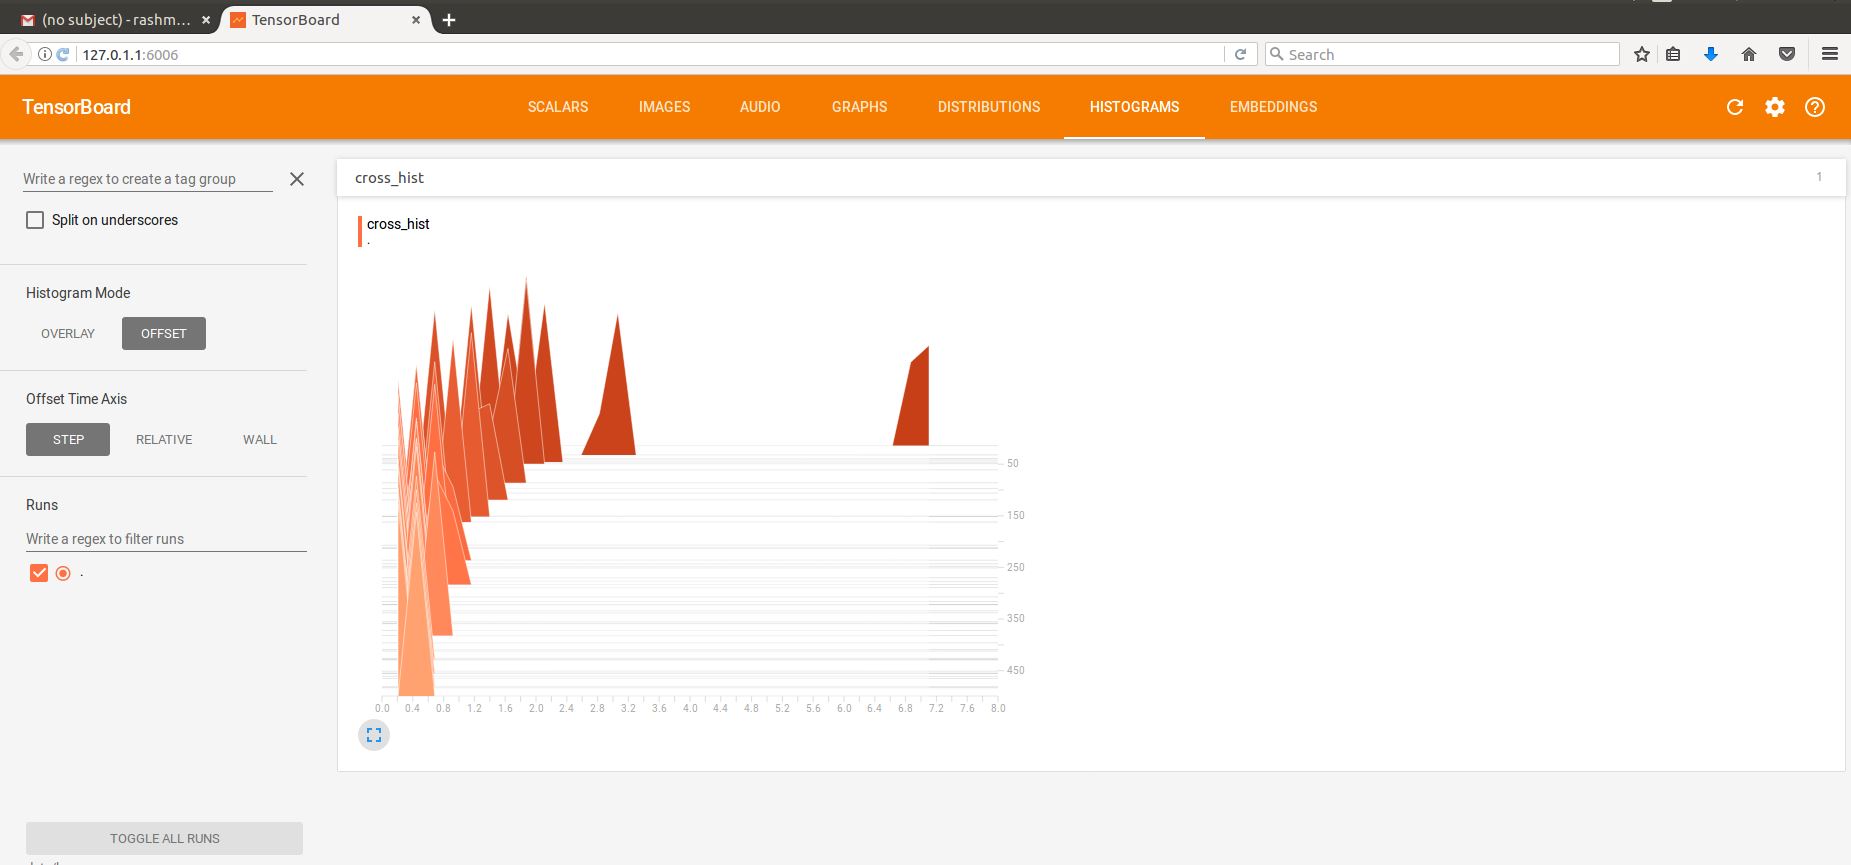 (no subject) - rashm...
TensorBoard
127.0.1.1:6006
Search
TensorBoard
SCALARS
IMAGES
AUDIO
GRAPHS
DISTRIBUTIONS
HISTOGRAMS
EMBEDDINGS
Write a regex to create a tag group
Split on underscores
Histogram Mode
OVERLAY
OFFSET
Offset Time Axis
STEP
RELATIVE
WALL
Runs
Write a regex to filter runs
.
TOGGLE ALL RUNS
cross_hist
1
cross_hist
.
50
150
250
350
450
0.0 0.4 0.8 1.2 1.6 2.0 2.4 2.8 3.2 3.6 4.0 4.4 4.8 5.2 5.6 6.0 6.4 6.8 7.2 7.6 8.0